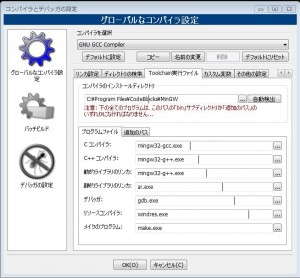 コンパイラとデバッガの設定
グローバルなコンパイラ設定
コンパイラを選択
GNU GCC Compiler
デフォルトに設定
コピー
名前の変更
削除
デフォルトにリセット
グローバルなコンパイラ設定
バッチビルド
デバッガの設定
リンカ設定
ディレクトリの検索
Toolchain実行ファイル
カスタム変数
その他の設定
コンパイラのインストールディレクトリ
C:¥Program Files¥CodeBlocks¥MinGW
...
自動検出
注意: 下の全てのプログラムは、このパスの「bin」サブディレクトリか「追加のパス」の
いずれかになければなりません...
プログラムファイル
追加のパス
C コンパイラ:
mingw32-gcc.exe
...
C++ コンパイラ:
mingw32-g++.exe
...
動的ライブラリのリンカ:
mingw32-g++.exe
...
静的ライブラリのリンカ:
ar.exe
...
デバッガ:
gdb.exe
...
リソースコンパイラ:
windres.exe
...
メイクのプログラム:
make.exe
...
OK(O)
キャンセル(C)